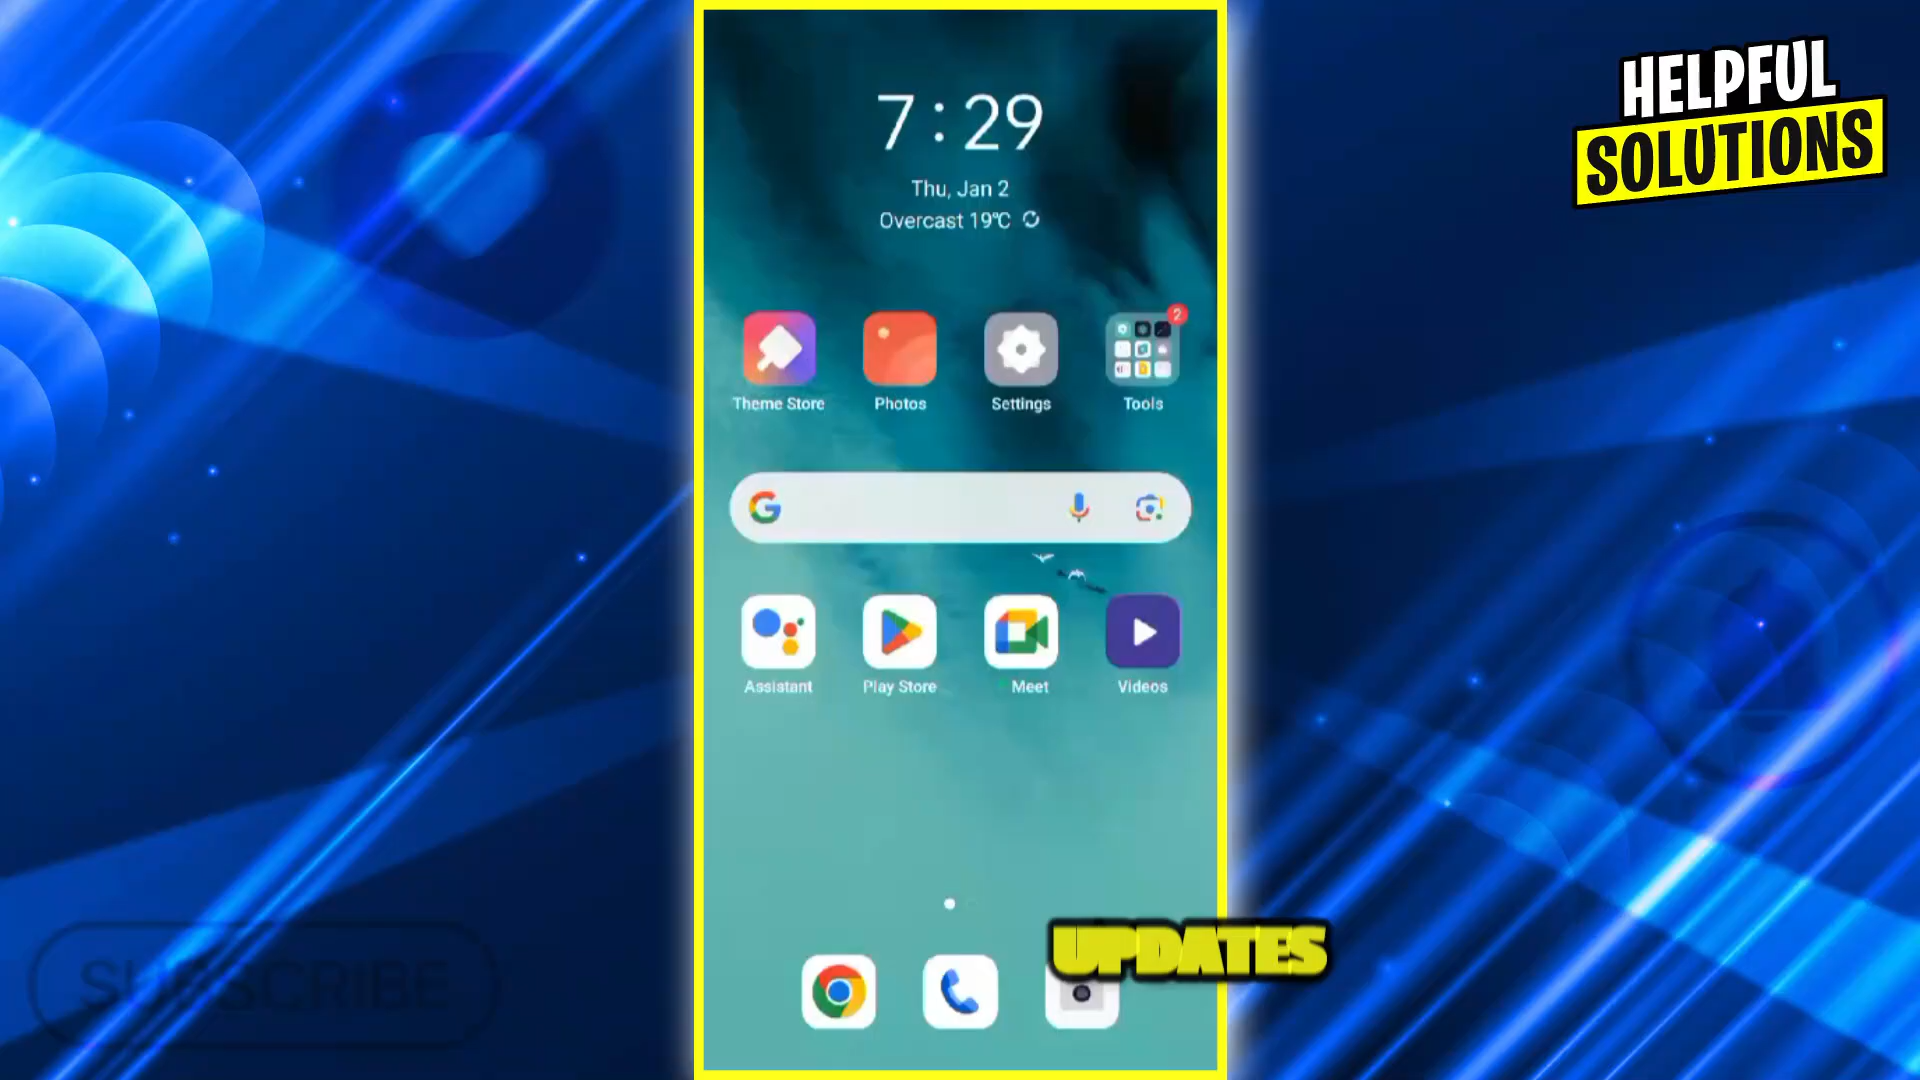 HELPFUL
SOLUTIONS
7:29
Thu, Jan 2
Overcast 19°C
2
Theme Store
Photos
Settings
Tools
G
Assistant
Play Store
Meet
Videos
UPDATES
SUBSCRIBE